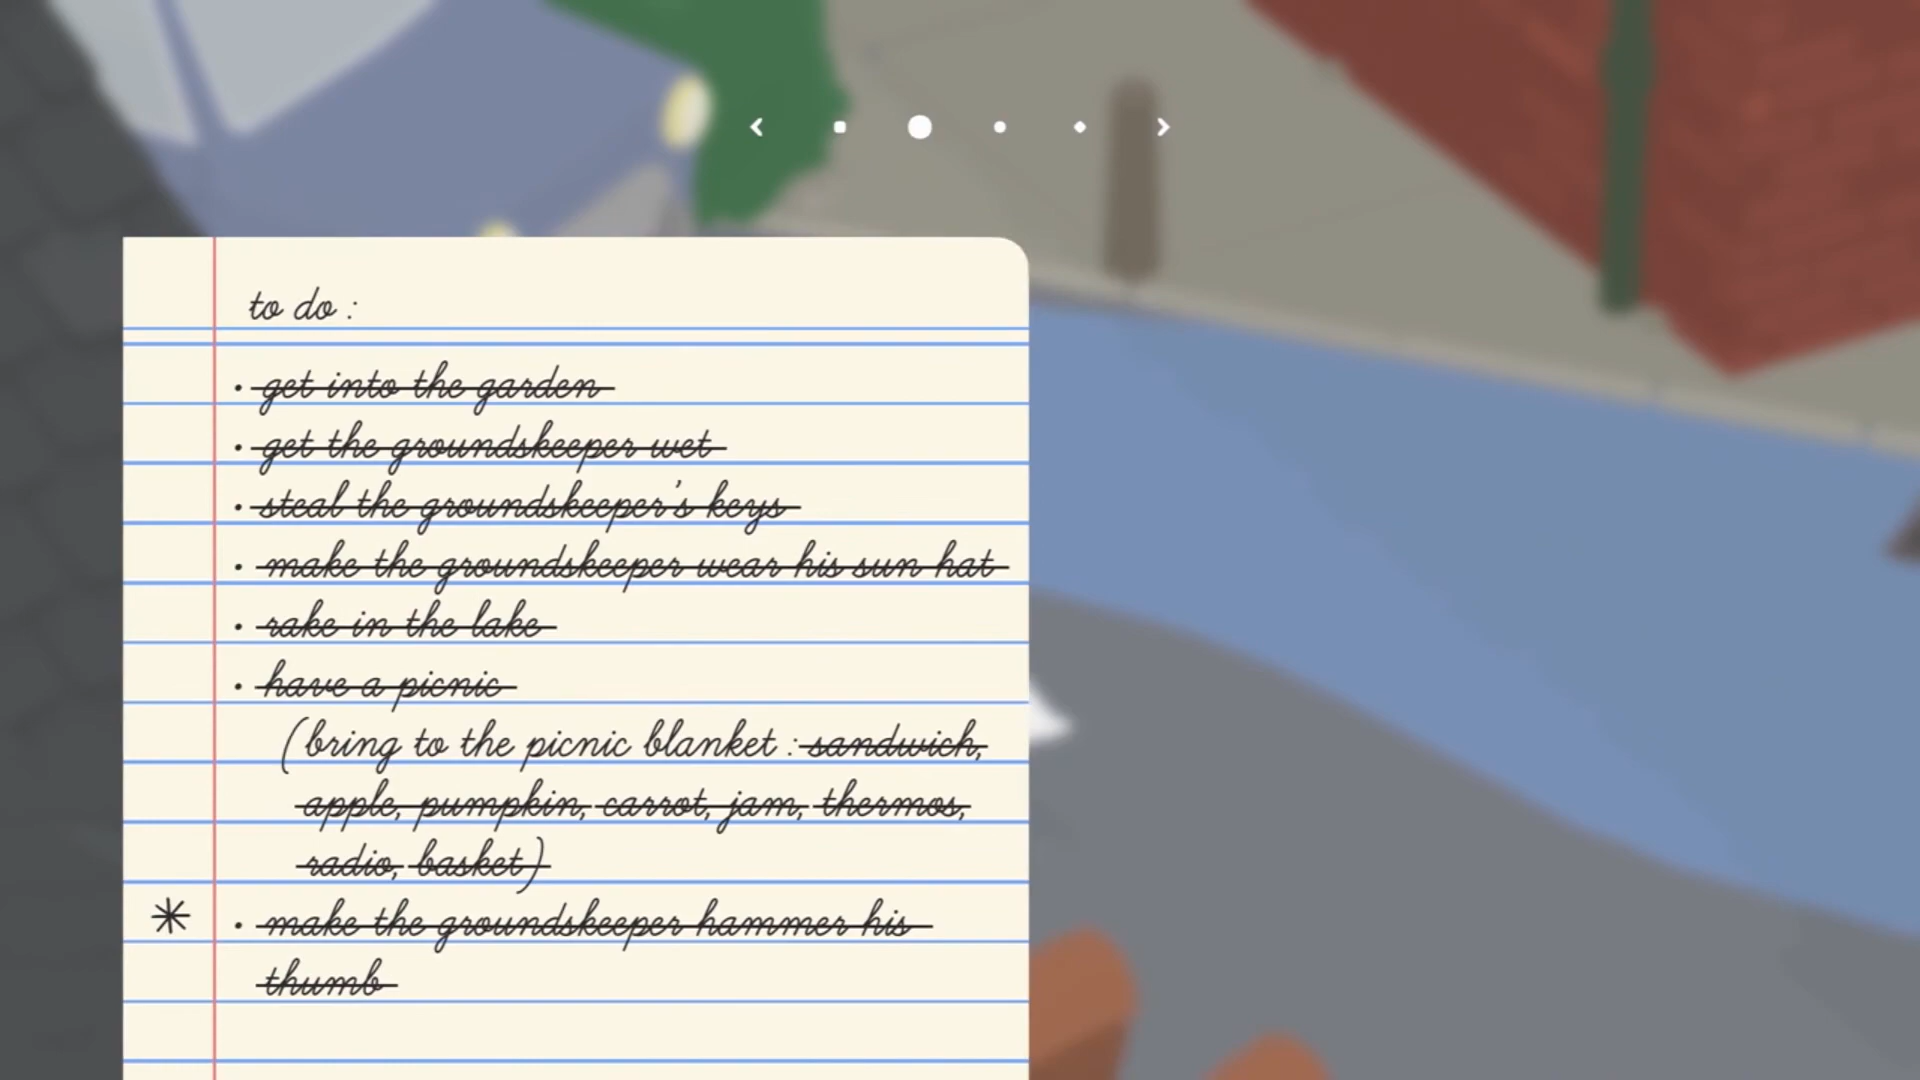 to do :
• get into the garden
• get the groundskeeper wet
• steal the groundskeeper's keys
• make the groundskeeper wear his sun hat
• rake in the lake
• have a picnic
(bring to the picnic blanket : sandwich,
apple, pumpkin, carrot, jam, thermos,
radio, basket)
* • make the groundskeeper hammer his
thumb